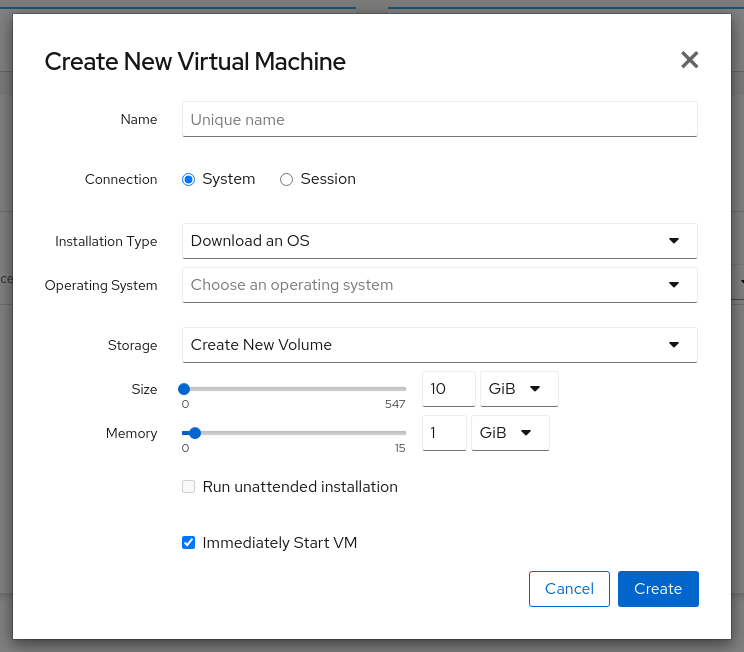 Create New Virtual Machine
Name Unique name
Connection System Session
Installation Type Download an OS
ce
Operating System Choose an operating system
Storage Create New Volume
Size 10 GiB
0 547
Memory 1 GiB
0 15
Run unattended installation
Immediately Start VM
Cancel Create